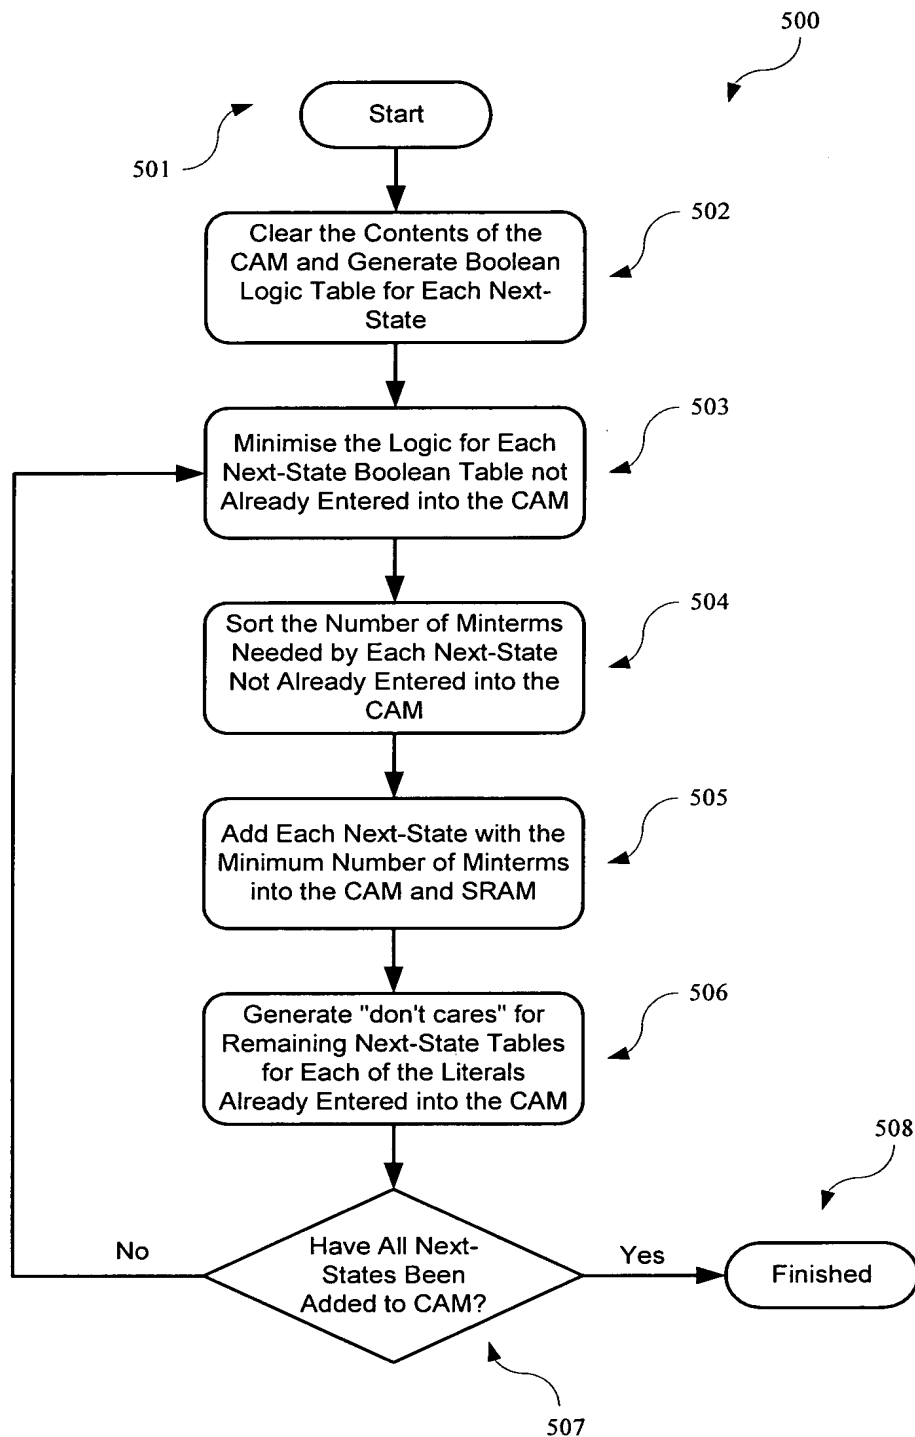 500
Start
501
502
Clear the Contents of the
CAM and Generate Boolean
Logic Table for Each Next-
State
503
Minimise the Logic for Each
Next-State Boolean Table not
Already Entered into the CAM
504
Sort the Number of Minterms
Needed by Each Next-State
Not Already Entered into the
CAM
505
Add Each Next-State with the
Minimum Number of Minterms
into the CAM and SRAM
506
Generate "don't cares" for
Remaining Next-State Tables
for Each of the Literals
Already Entered into the CAM
508
No
Have All Next-
States Been
Added to CAM?
Yes
Finished
507